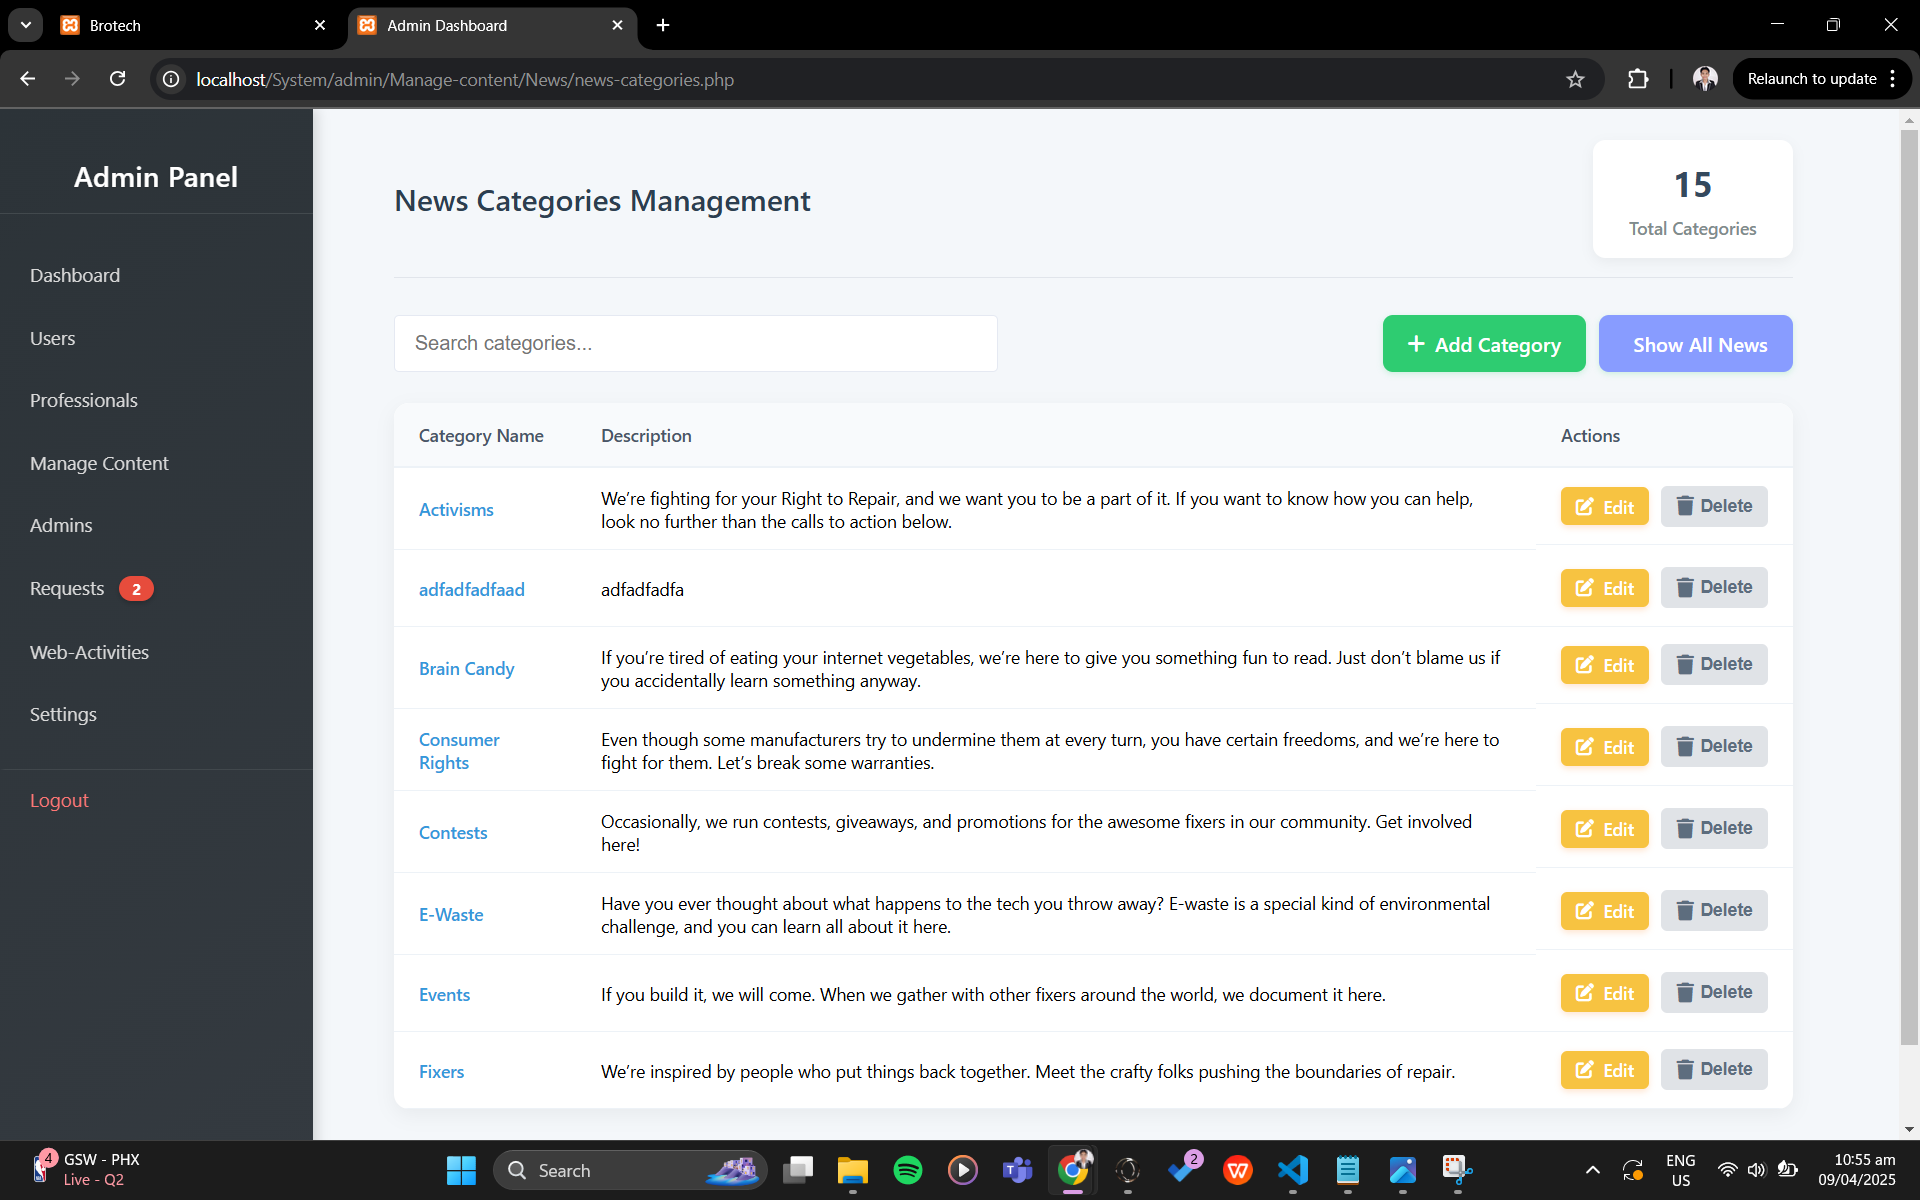 Brotech
Admin Dashboard
localhost/System/admin/Manage-content/News/news-categories.php
Relaunch to update
Admin Panel
Dashboard
Users
Professionals
Manage Content
Admins
Requests 2
Web-Activities
Settings
Logout
News Categories Management
15
Total Categories
Search categories...
+ Add Category
Show All News
Category Name Description Actions
Activisms
We’re fighting for your Right to Repair, and we want you to be a part of it. If you want to know how you can help,
look no further than the calls to action below.
Edit Delete
adfadfadfaad
adfadfadfa
Edit Delete
Brain Candy
If you’re tired of eating your internet vegetables, we’re here to give you something fun to read. Just don’t blame us if
you accidentally learn something anyway.
Edit Delete
Consumer
Rights
Even though some manufacturers try to undermine them at every turn, you have certain freedoms, and we’re here to
fight for them. Let’s break some warranties.
Edit Delete
Contests
Occasionally, we run contests, giveaways, and promotions for the awesome fixers in our community. Get involved
here!
Edit Delete
E-Waste
Have you ever thought about what happens to the tech you throw away? E-waste is a special kind of environmental
challenge, and you can learn all about it here.
Edit Delete
Events
If you build it, we will come. When we gather with other fixers around the world, we document it here.
Edit Delete
Fixers
We’re inspired by people who put things back together. Meet the crafty folks pushing the boundaries of repair.
Edit Delete
4
GSW - PHX
Live - Q2
Search
2
ENG
US
10:55 am
09/04/2025